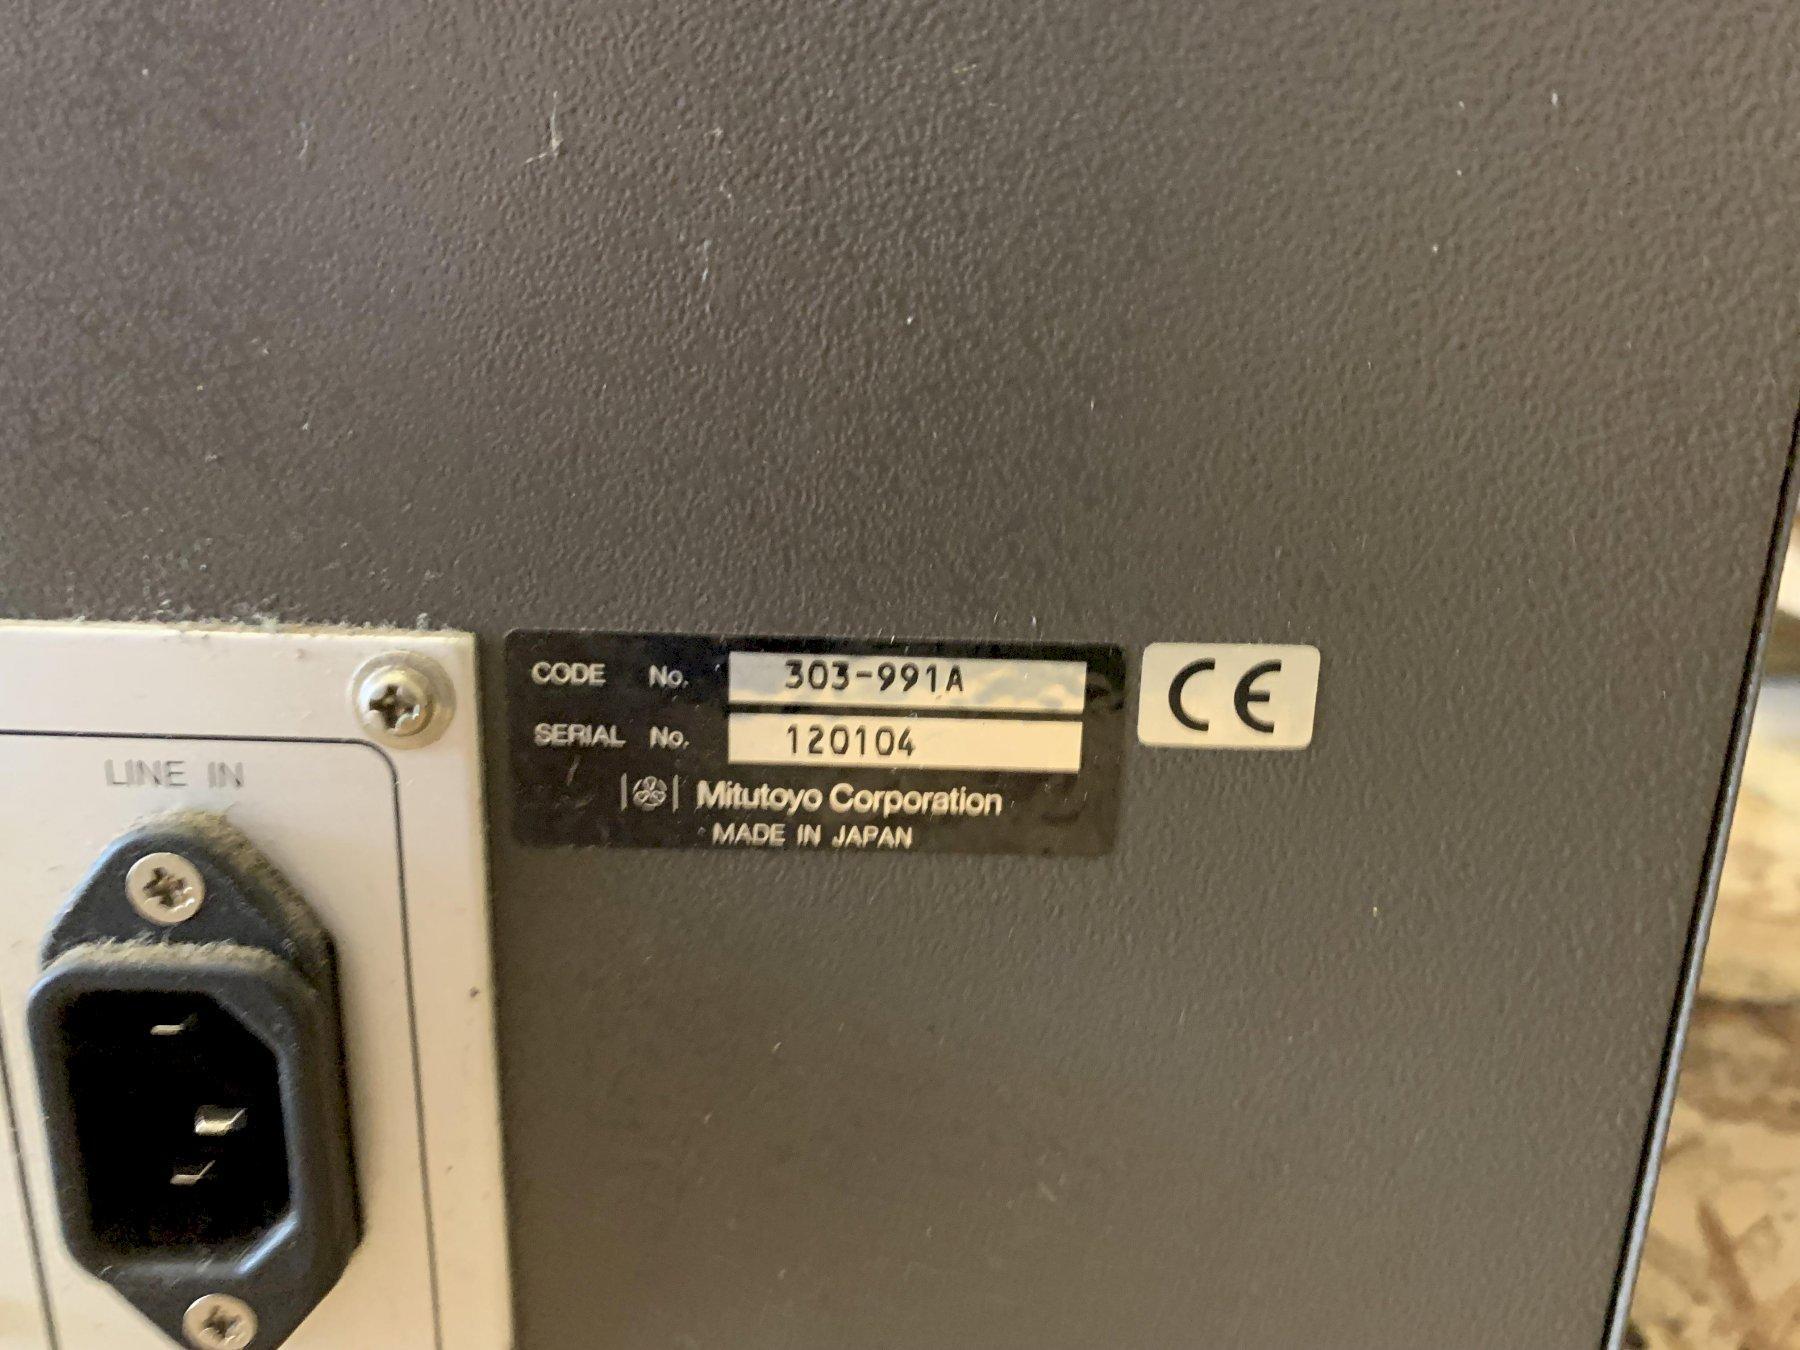 CODE No. 303-991A
SERIAL No. 120104
Mitutoyo Corporation
MADE IN JAPAN
CE
LINE IN